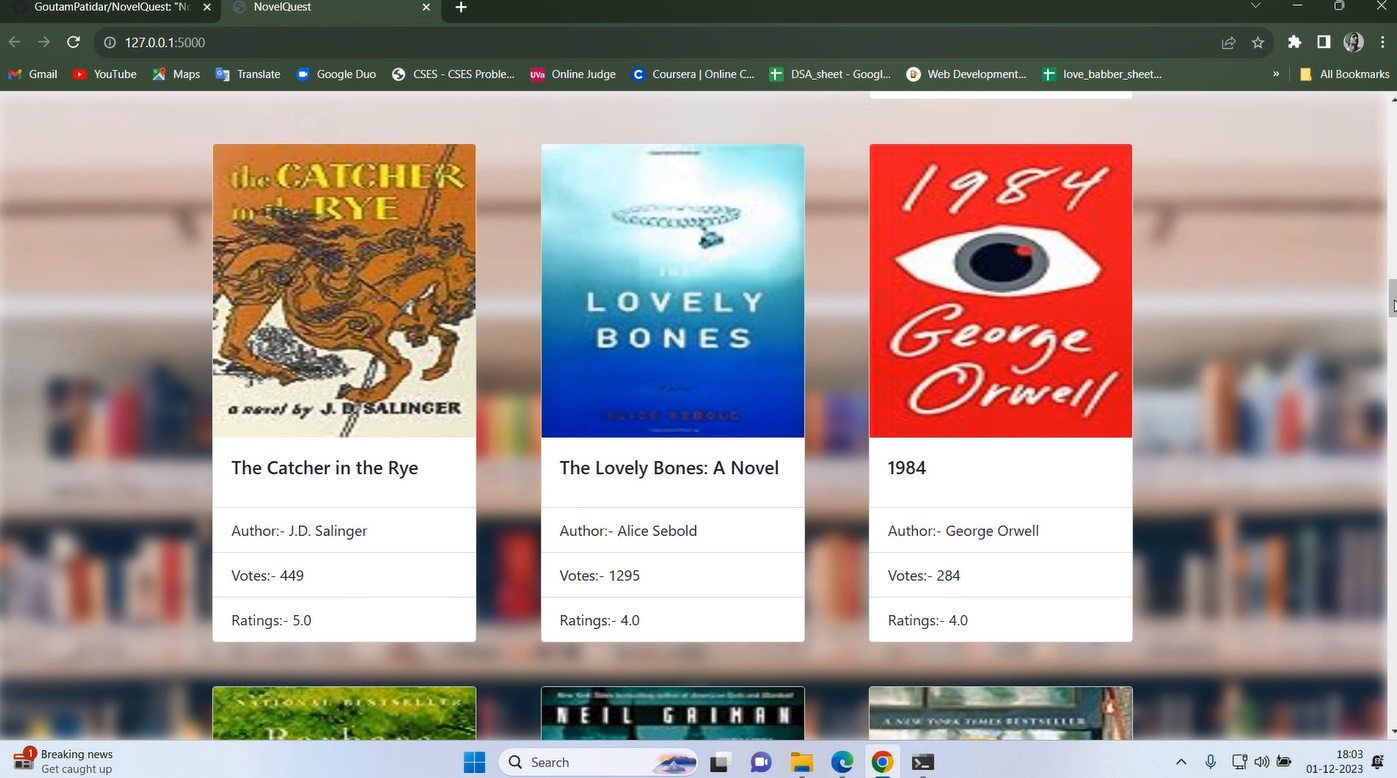 GoutamPatidar/NovelQuest: "No
NovelQuest
127.0.0.1:5000
Gmail
YouTube
Maps
Translate
Google Duo
CSES - CSES Proble...
UVa
Online Judge
Coursera | Online C...
DSA_sheet - Googl...
Web Development...
love_babber_sheet...
»
All Bookmarks
the CATCHER
in the RYE
a novel by J. D. SALINGER
THE
LOVELY
BONES
ALICE SEBOLD
1984
George
Orwell
The Catcher in the Rye
The Lovely Bones: A Novel
1984
Author:- J.D. Salinger
Author:- Alice Sebold
Author:- George Orwell
Votes:- 449
Votes:- 1295
Votes:- 284
Ratings:- 5.0
Ratings:- 4.0
Ratings:- 4.0
NATIONAL BESTSELLER
NEIL GAIMAN
A NEW YORK TIMES BESTSELLER
1
Breaking news
Get caught up
Search
18:03
01-12-2023